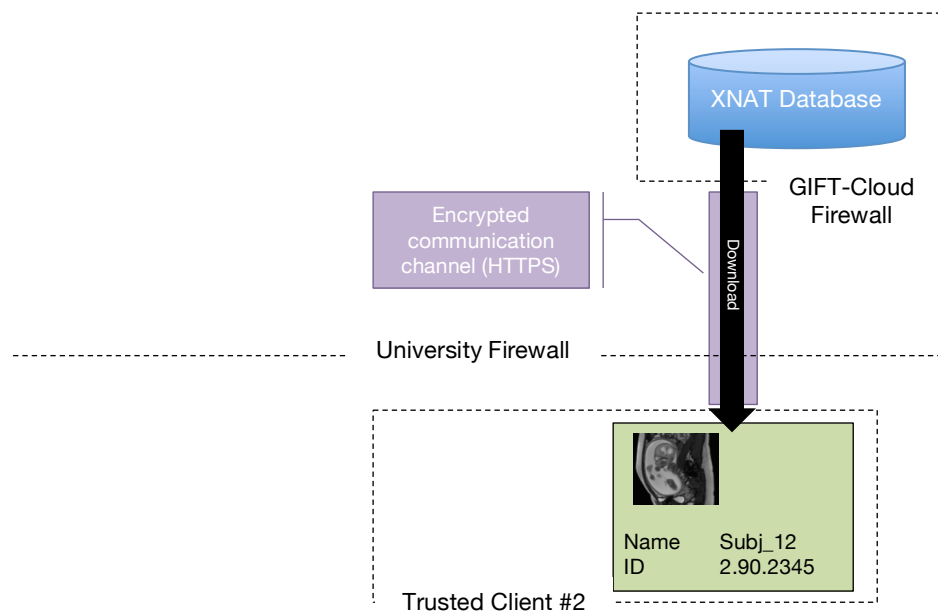 XNAT Database
GIFT-Cloud
Firewall
Encrypted
communication
channel (HTTPS)
Download
University Firewall
Name Subj_12
ID 2.90.2345
Trusted Client #2